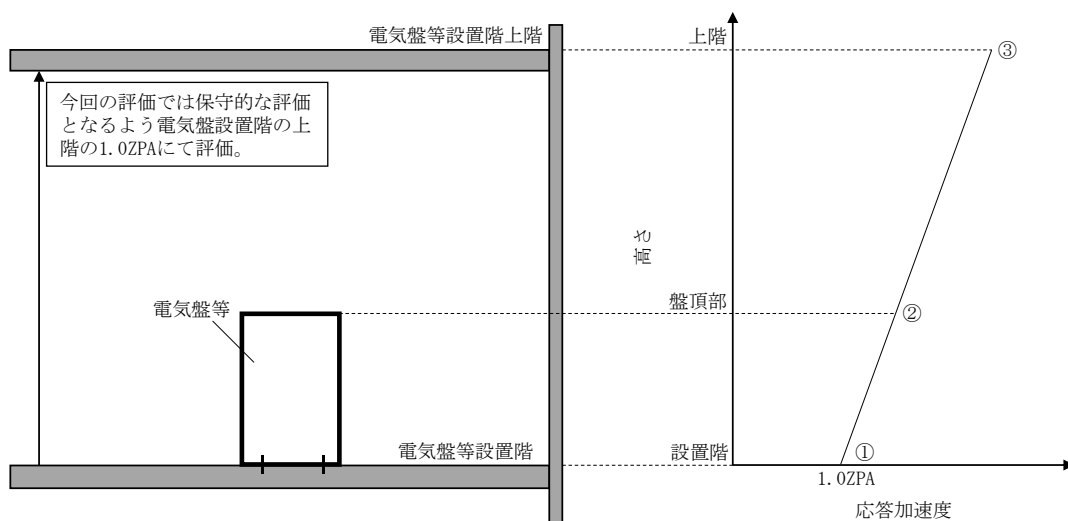 電気盤等設置階上階
今回の評価では保守的な評価
となるよう電気盤設置階の上
階の1.0ZPAにて評価。
電気盤等
電気盤等設置階
上階
③
高さ
盤頂部
②
設置階
①
1.0ZPA
応答加速度